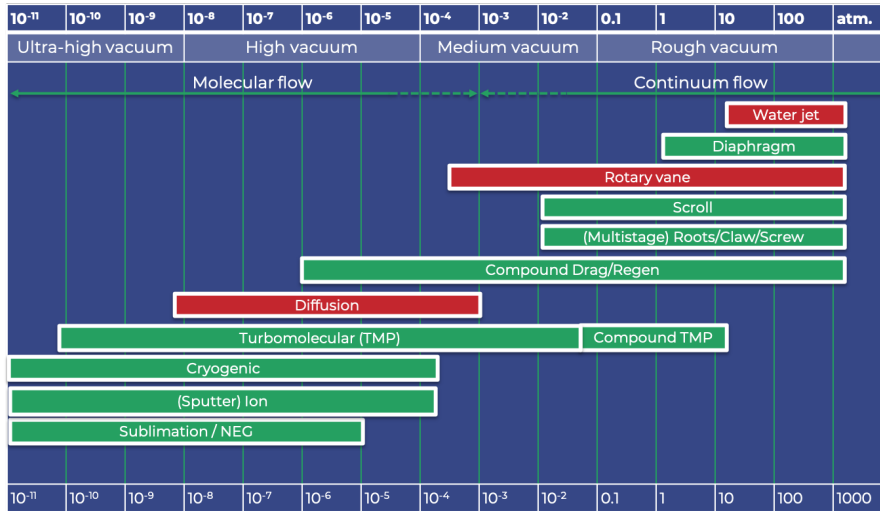 10⁻¹¹ 10⁻¹⁰ 10⁻⁹ 10⁻⁸ 10⁻⁷ 10⁻⁶ 10⁻⁵ 10⁻⁴ 10⁻³ 10⁻² 0.1 1 10 100 atm.
Ultra-high vacuum High vacuum Medium vacuum Rough vacuum
Molecular flow Continuum flow
Water jet
Diaphragm
Rotary vane
Scroll
(Multistage) Roots/Claw/Screw
Compound Drag/Regen
Diffusion
Turbomolecular (TMP) Compound TMP
Cryogenic
(Sputter) Ion
Sublimation / NEG
10⁻¹¹ 10⁻¹⁰ 10⁻⁹ 10⁻⁸ 10⁻⁷ 10⁻⁶ 10⁻⁵ 10⁻⁴ 10⁻³ 10⁻² 0.1 1 10 100 1000